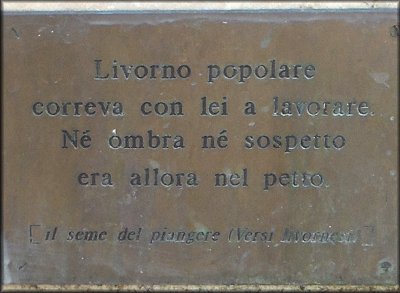 Livorno popolare
correva con lei a lavorare.
Né ombra né sospetto
era allora nel petto.
[il seme del piangere (Versi livornesi)]